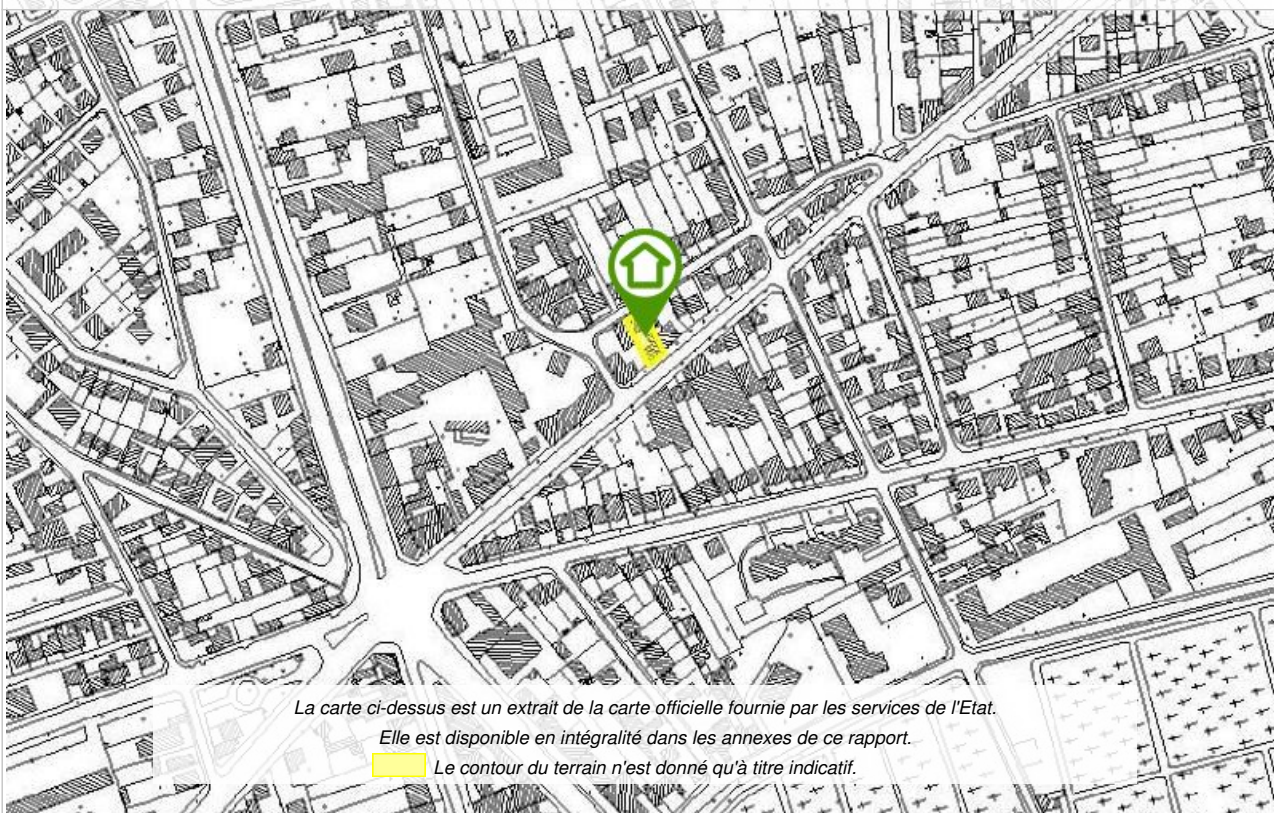 La carte ci-dessus est un extrait de la carte officielle fournie par les services de l'Etat.
Elle est disponible en intégralité dans les annexes de ce rapport.
Le contour du terrain n'est donné qu'à titre indicatif.